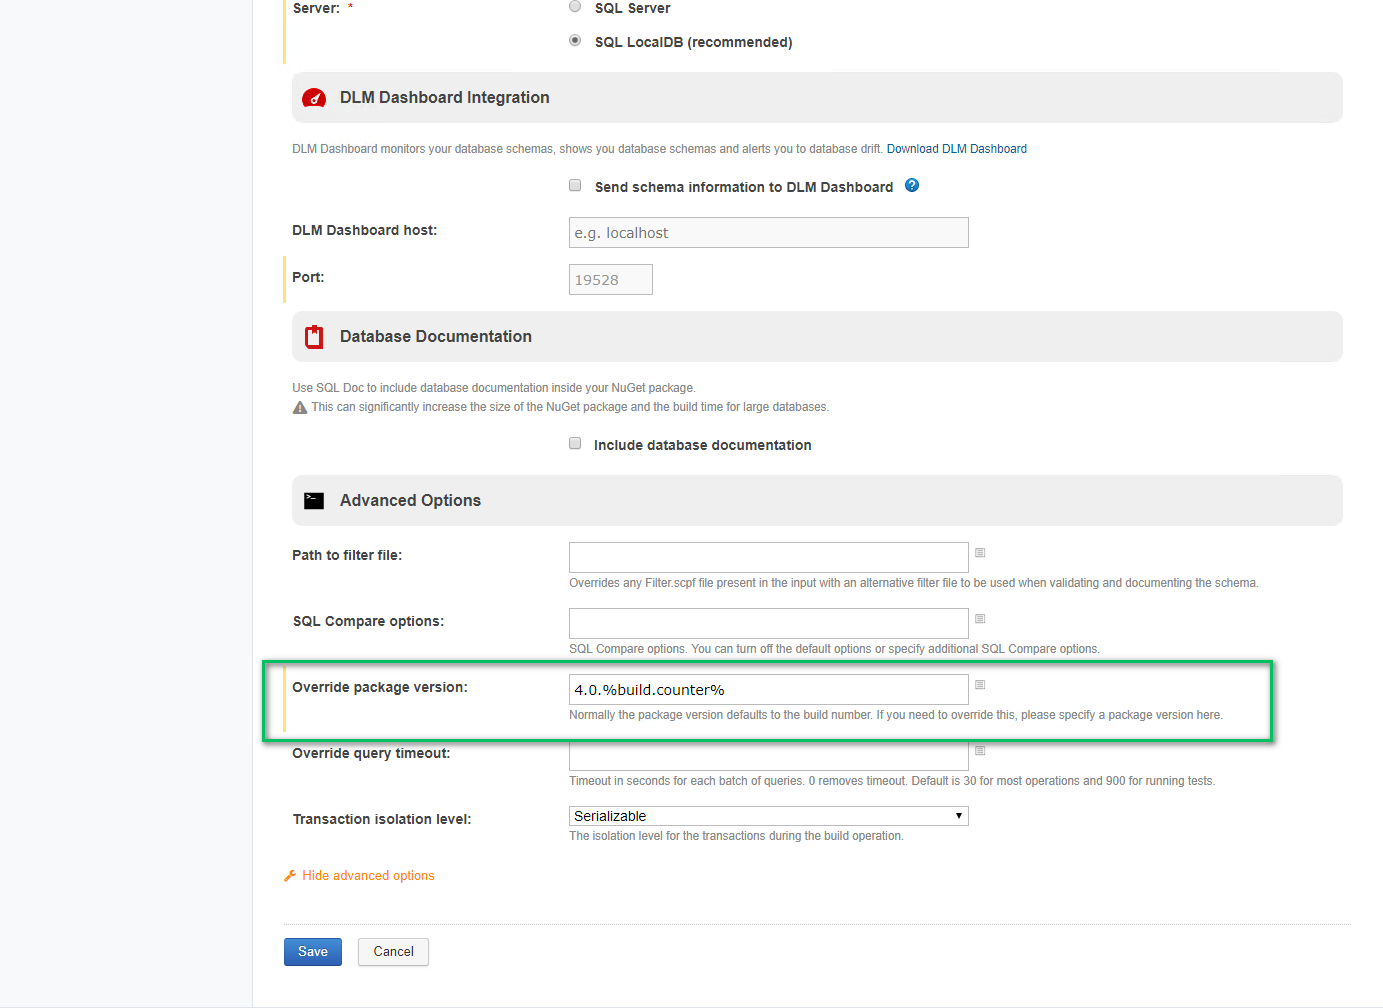 Server: *
SQL Server
SQL LocalDB (recommended)
DLM Dashboard Integration
DLM Dashboard monitors your database schemas, shows you database schemas and alerts you to database drift. Download DLM Dashboard
Send schema information to DLM Dashboard ?
DLM Dashboard host:
e.g. localhost
Port:
19528
Database Documentation
Use SQL Doc to include database documentation inside your NuGet package.
This can significantly increase the size of the NuGet package and the build time for large databases.
Include database documentation
Advanced Options
Path to filter file:
Overrides any Filter.scpf file present in the input with an alternative filter file to be used when validating and documenting the schema.
SQL Compare options:
SQL Compare options. You can turn off the default options or specify additional SQL Compare options.
Override package version:
4.0.%build.counter%
Normally the package version defaults to the build number. If you need to override this, please specify a package version here.
Override query timeout:
Timeout in seconds for each batch of queries. 0 removes timeout. Default is 30 for most operations and 900 for running tests.
Transaction isolation level:
Serializable
The isolation level for the transactions during the build operation.
Hide advanced options
Save
Cancel